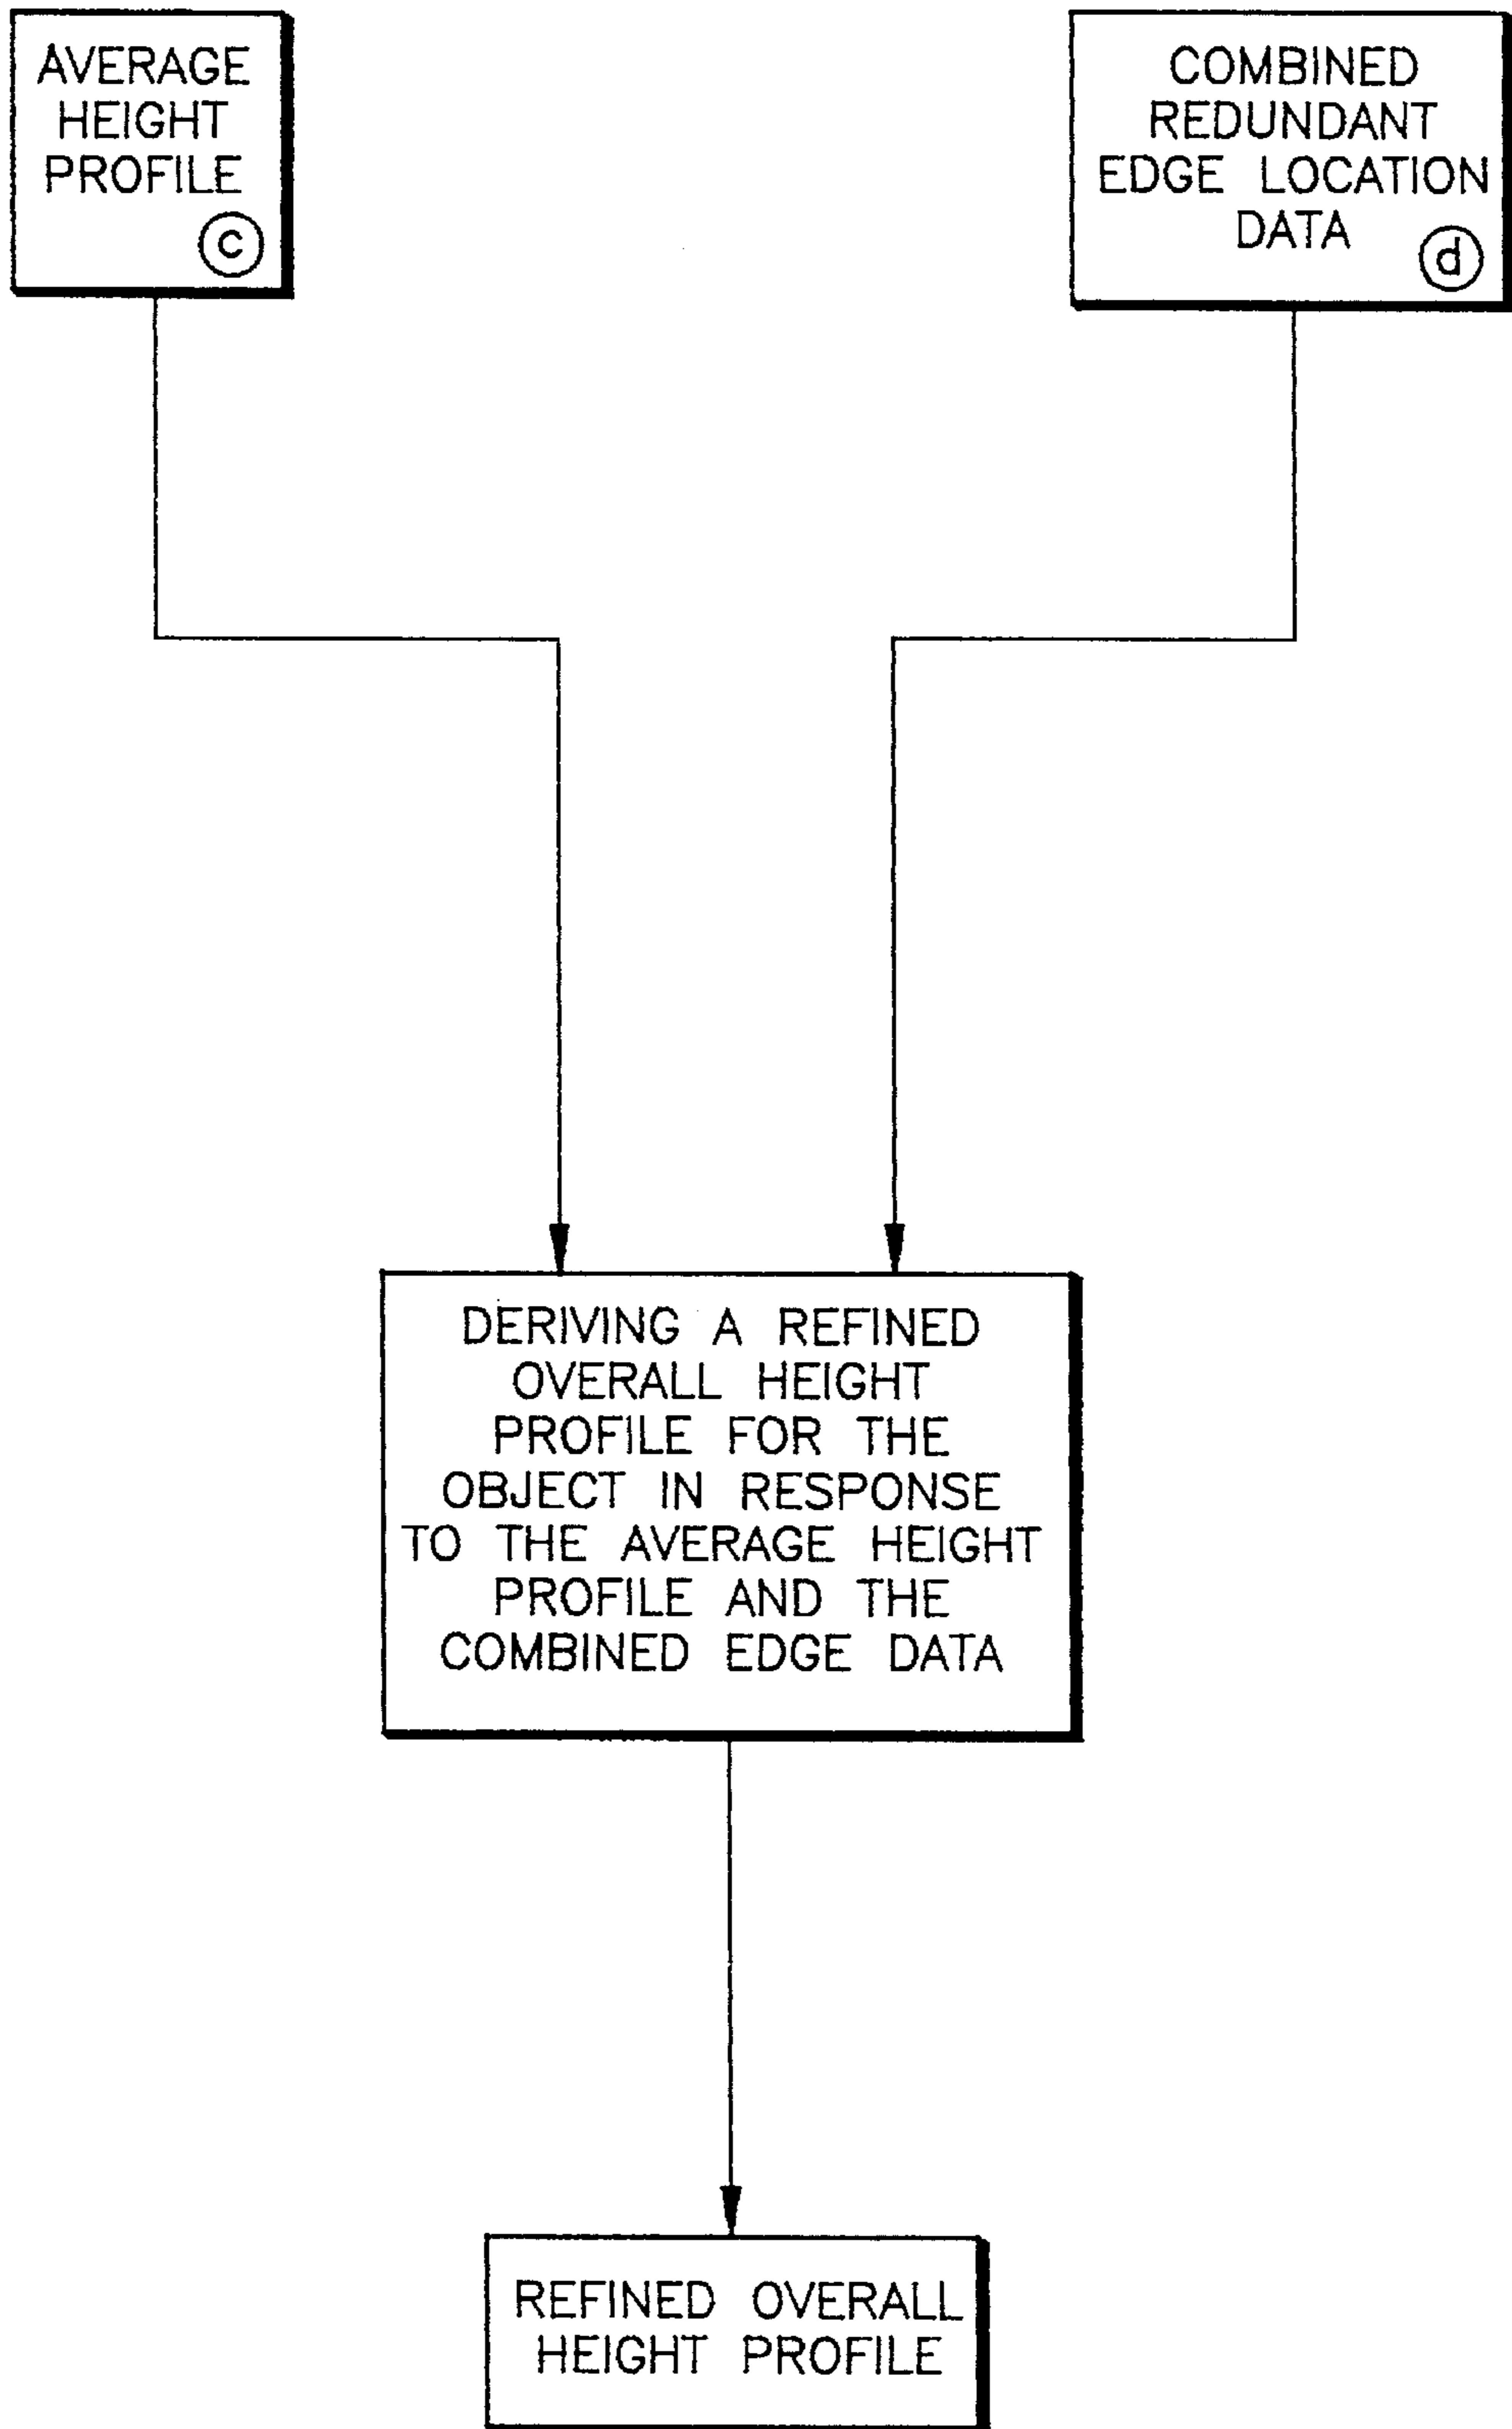 AVERAGE
HEIGHT
PROFILE
c
COMBINED
REDUNDANT
EDGE LOCATION
DATA
d
DERIVING A REFINED
OVERALL HEIGHT
PROFILE FOR THE
OBJECT IN RESPONSE
TO THE AVERAGE HEIGHT
PROFILE AND THE
COMBINED EDGE DATA
REFINED OVERALL
HEIGHT PROFILE